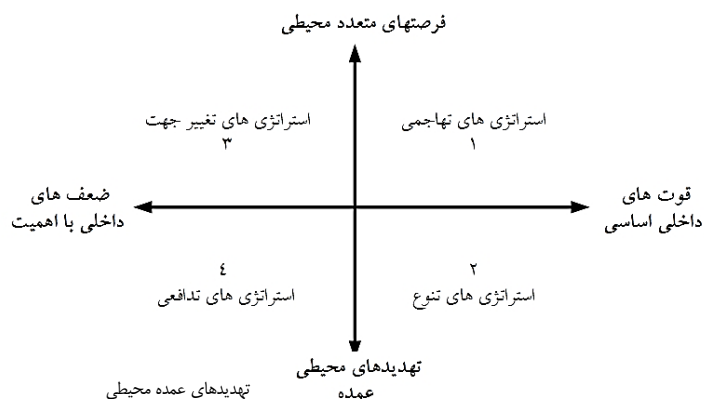 فرصتهای متعدد محیطی
استراتژی های تهاجمی
۱
استراتژی های تغییر جهت
۳
قوت های
داخلی اساسی
ضعف های
داخلی با اهمیت
۲
استراتژی های تنوع
٤
استراتژی های تدافعی
تهدیدهای محیطی
عمده
تهدیدهای عمده محیطی